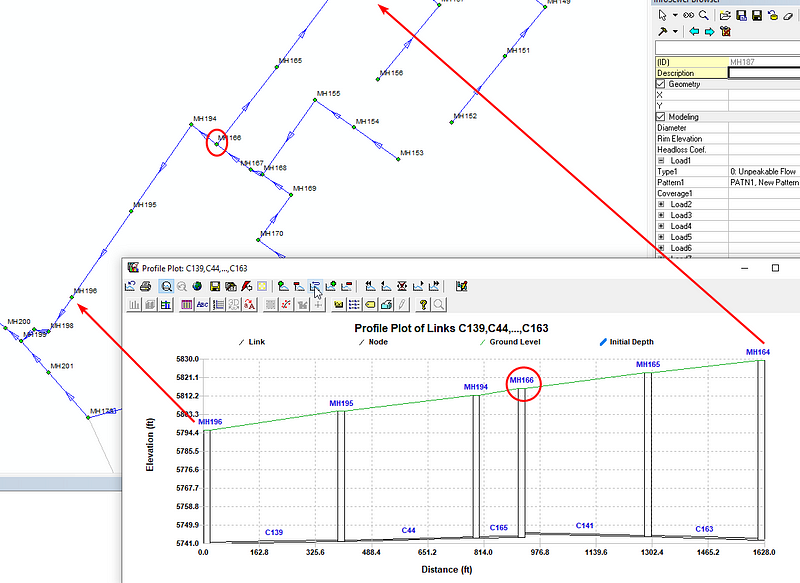 InfoSewer Browser
MH149
MH151
MH165
MH156
MH155
MH152
MH194
MH154
MH166
MH153
MH167
MH168
MH169
MH195
MH170
MH196
MH200
MH198
MH199
MH201
(ID) MH187
Description
Geometry
X
Y
Modeling
Diameter
Rim Elevation
Headloss Coef.
Load1
Type1 0: Unpeakable Flow
Pattern1 PATN1, New Pattern
Coverage1
Load2
Load3
Load4
Load5
Load6
Load7
Profile Plot: C139,C44,...,C163
Profile Plot of Links C139,C44,...,C163
Link Node Ground Level Initial Depth
Elevation (ft)
5830.0
5821.1
5812.2
5803.3
5794.4
5785.5
5776.6
5767.7
5758.8
5749.9
5741.0
MH196 MH195 MH194 MH166 MH165 MH164
C139 C44 C165 C141 C163
0.0 162.8 325.6 488.4 651.2 814.0 976.8 1139.6 1302.4 1465.2 1628.0
Distance (ft)